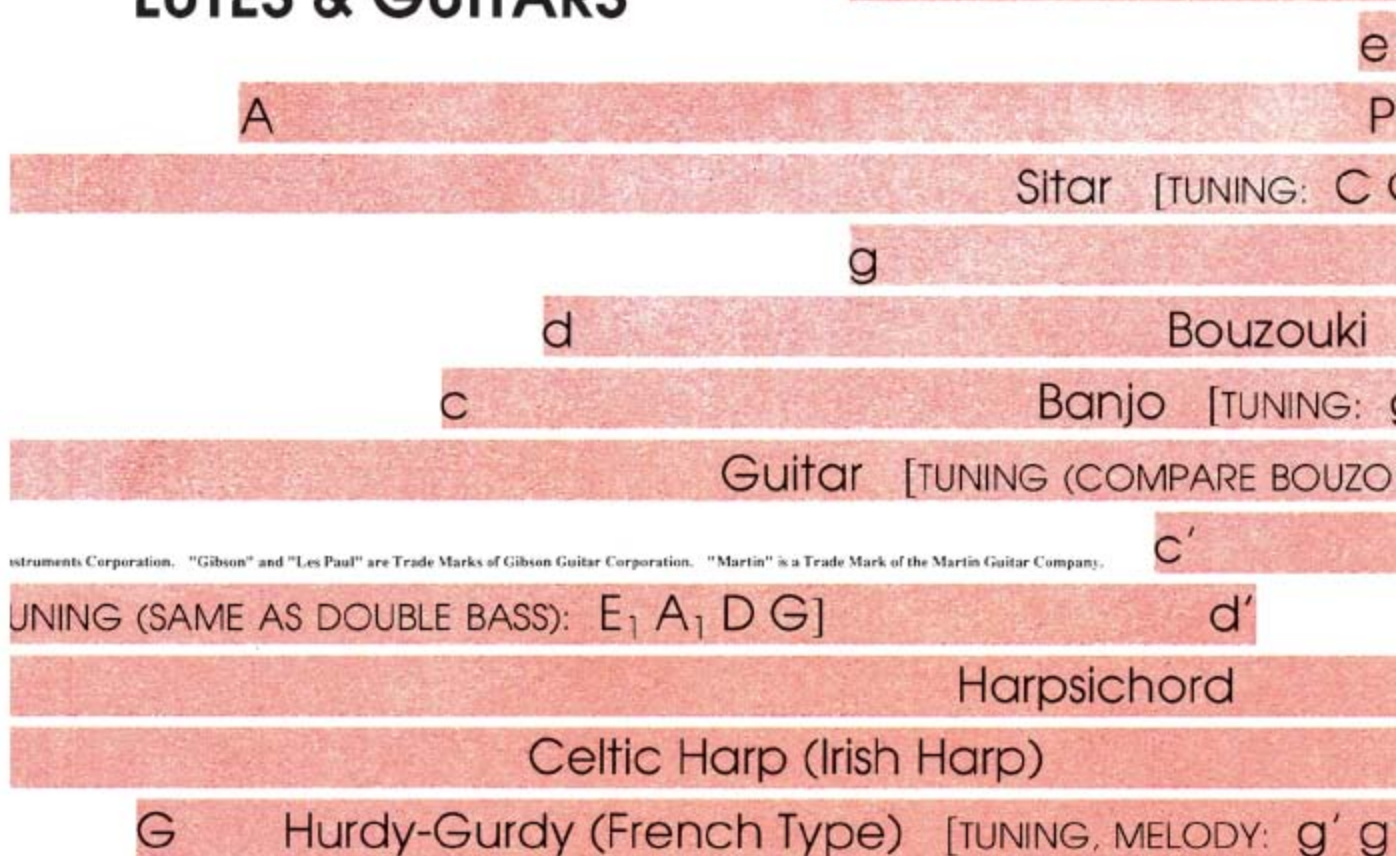 LUTES & GUITARS
e
A P
Sitar [TUNING: C
g
d Bouzouki
c Banjo [TUNING:
Guitar [TUNING (COMPARE BOUZO
c′
struments Corporation. "Gibson" and "Les Paul" are Trade Marks of Gibson Guitar Corporation. "Martin" is a Trade Mark of the Martin Guitar Company.
UNING (SAME AS DOUBLE BASS): E₁ A₁ D G] d′
Harpsichord
Celtic Harp (Irish Harp)
G Hurdy-Gurdy (French Type) [TUNING, MELODY: g′ g